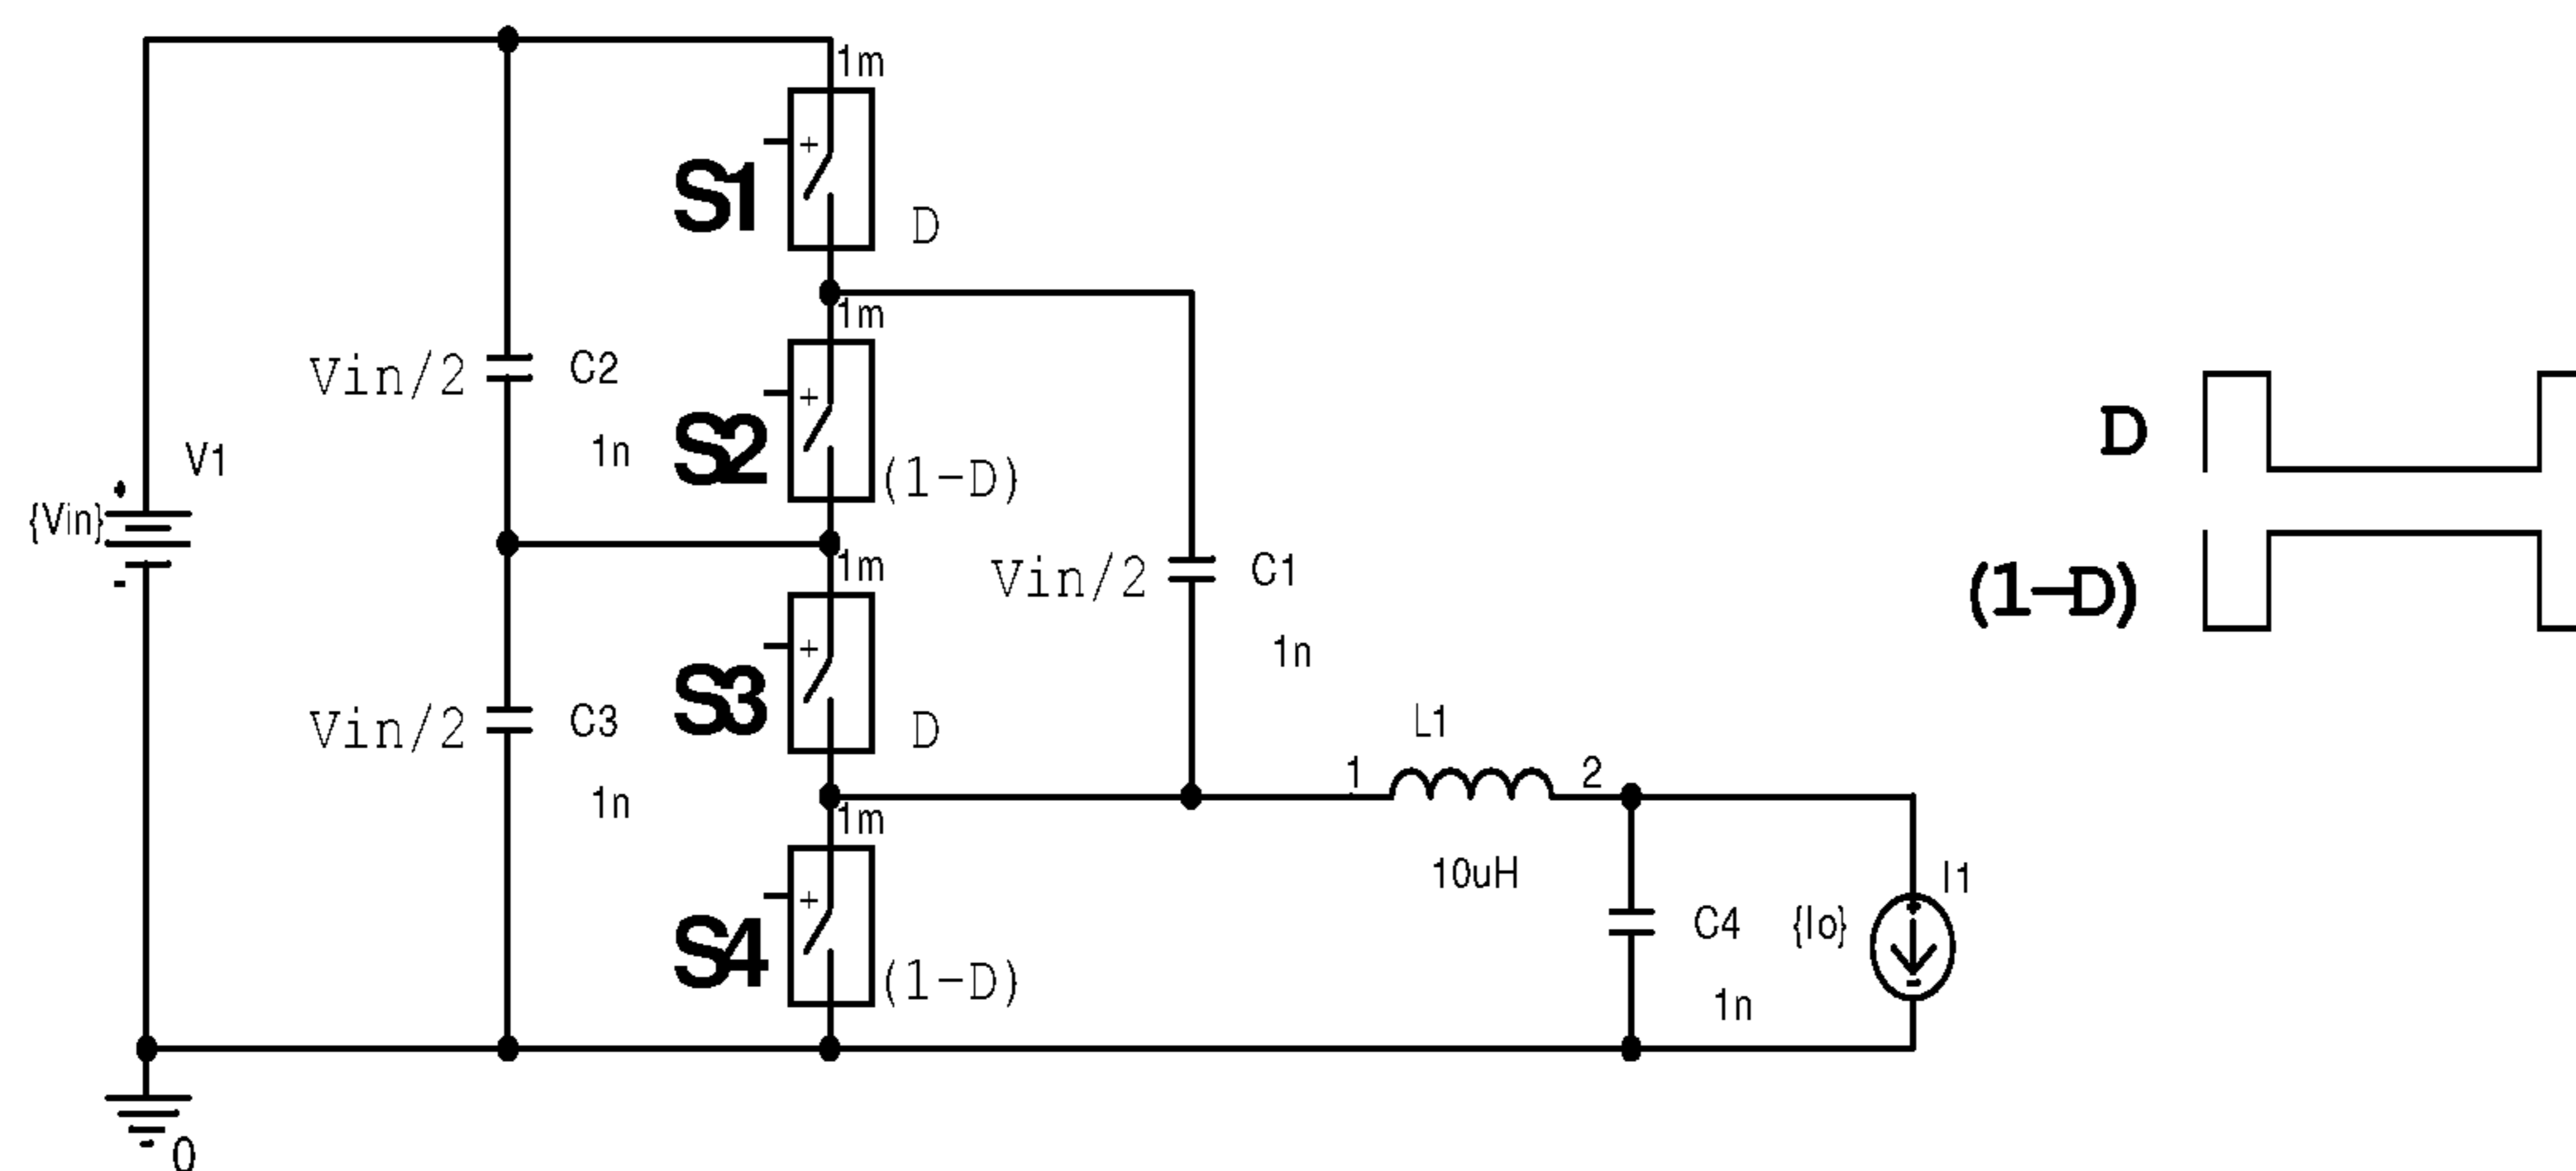 1m
+
S1
D
1m
Vin/2
C2
+
S2
1n
(1-D)
V1
+
{Vin}
-
1m
Vin/2
C1
+
S3
1n
Vin/2
C3
D
L1
1n
1
2
10uH
1m
+
S4
(1-D)
C4
{Io}
I1
1n
0
D
(1-D)